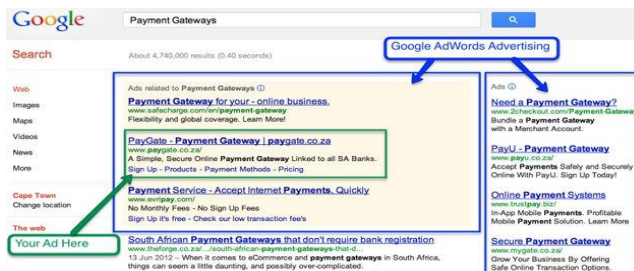 Google
Payment Gateways
Google AdWords Advertising
Search
About 4,740,000 results (0.40 seconds)
Web
Images
Maps
Videos
News
More
Cape Town
Change location
The web
Your Ad Here
Ads related to Payment Gateways
Payment Gateway for your - online business.
www.safecharge.com/en/payment-gateway
Flexibility and global coverage. Learn More!
PayGate - Payment Gateway | paygate.co.za
www.paygate.co.za/
A Simple, Secure Online Payment Gateway Linked to all SA Banks.
Sign Up - Products - Payment Methods - Pricing
Payment Service - Accept Internet Payments, Quickly
www.evripay.com/
No Monthly Fees - No Sign Up Fees
Sign Up it's free - Check our low transaction fee's
South African Payment Gateways that don't require bank registration
www.theforge.co.za/.../south-african-payment-gateways-that-d...
13 Jun 2012 – When it comes to eCommerce and payment gateways in South Africa,
things can seem a little daunting, and possibly over-complicated.
Ads
Need a Payment Gateway?
www.2checkout.com/Payment-Gateway
Bundle a Payment Gateway
with a Merchant Account.
PayU - Payment Gateway
www.payu.co.za/
Accept Payments Safely and Securely
Online With PayU. Sign Up Today!
Online Payment Systems
www.trustpay.biz/
In-App Mobile Payments. Profitable
Mobile Payment Solution. Learn More
Secure Payment Gateway
www.mygate.co.za/
Grow Your Business By Offering
Safe Online Transaction Options.